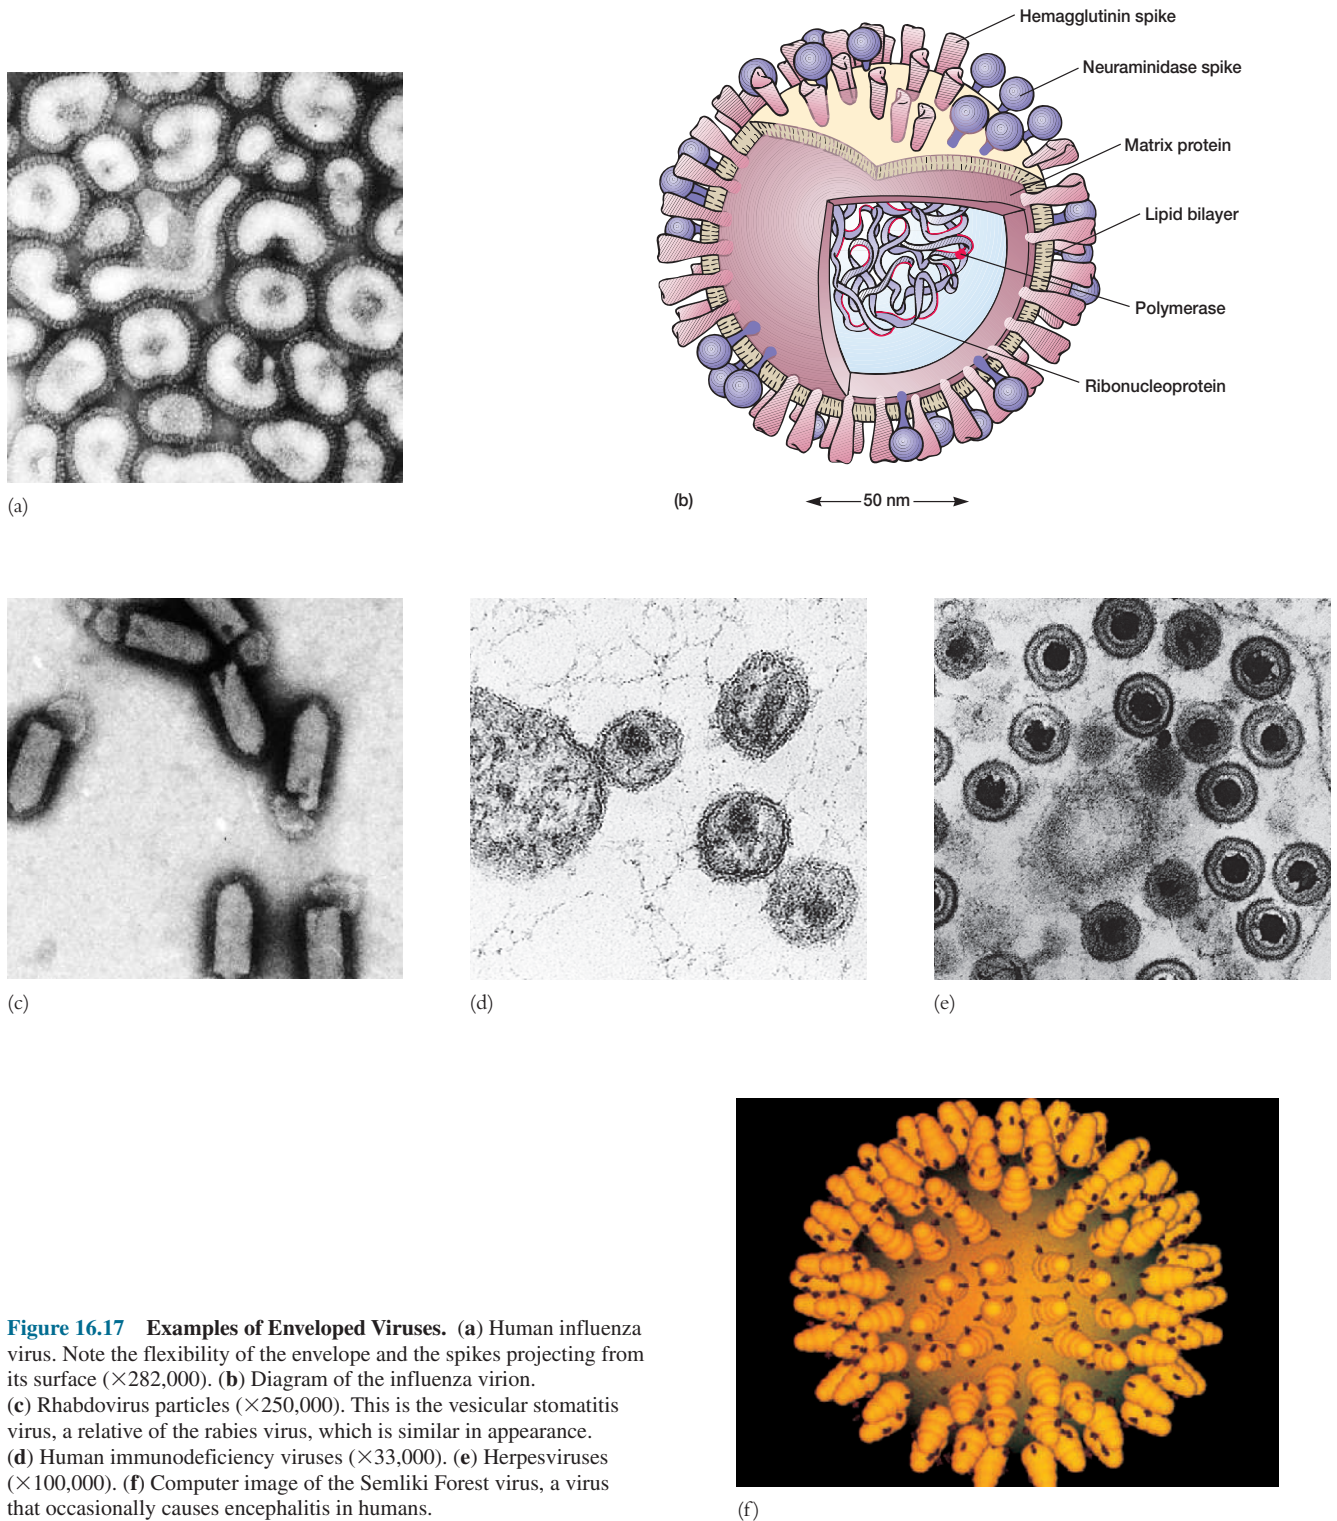 Hemagglutinin spike
Neuraminidase spike
Matrix protein
Lipid bilayer
Polymerase
Ribonucleoprotein
(a)
(b)
50 nm
(c)
(d)
(e)
Figure 16.17 Examples of Enveloped Viruses. (a) Human influenza
virus. Note the flexibility of the envelope and the spikes projecting from
its surface (×282,000). (b) Diagram of the influenza virion.
(c) Rhabdovirus particles (×250,000). This is the vesicular stomatitis
virus, a relative of the rabies virus, which is similar in appearance.
(d) Human immunodeficiency viruses (×33,000). (e) Herpesviruses
(×100,000). (f) Computer image of the Semliki Forest virus, a virus
that occasionally causes encephalitis in humans.
(f)